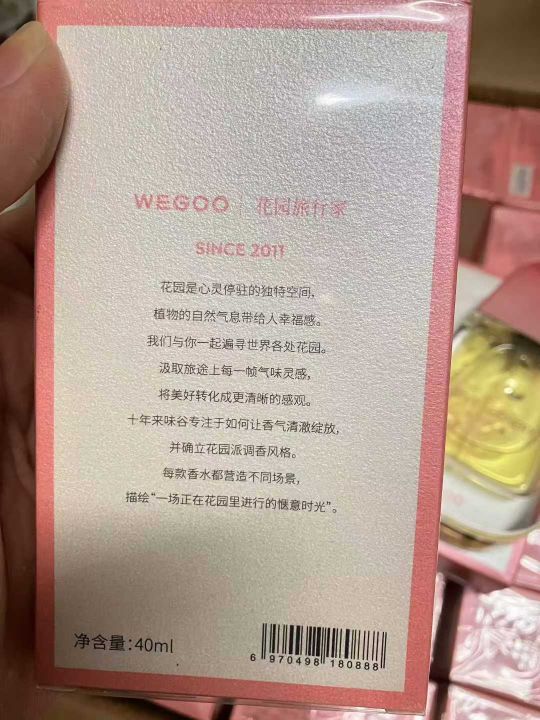 WEGOO | 花园旅行家
SINCE 2011
花园是心灵停驻的独特空间,
植物的自然气息带给人幸福感。
我们与你一起遍寻世界各处花园。
汲取旅途上每一帧气味灵感,
将美好转化成更清晰的感观。
十年来味谷专注于如何让香气清澈绽放,
并确立花园派调香风格。
每款香水都营造不同场景,
描绘“一场正在花园里进行的惬意时光”。
净含量:40ml
6 970498 180888